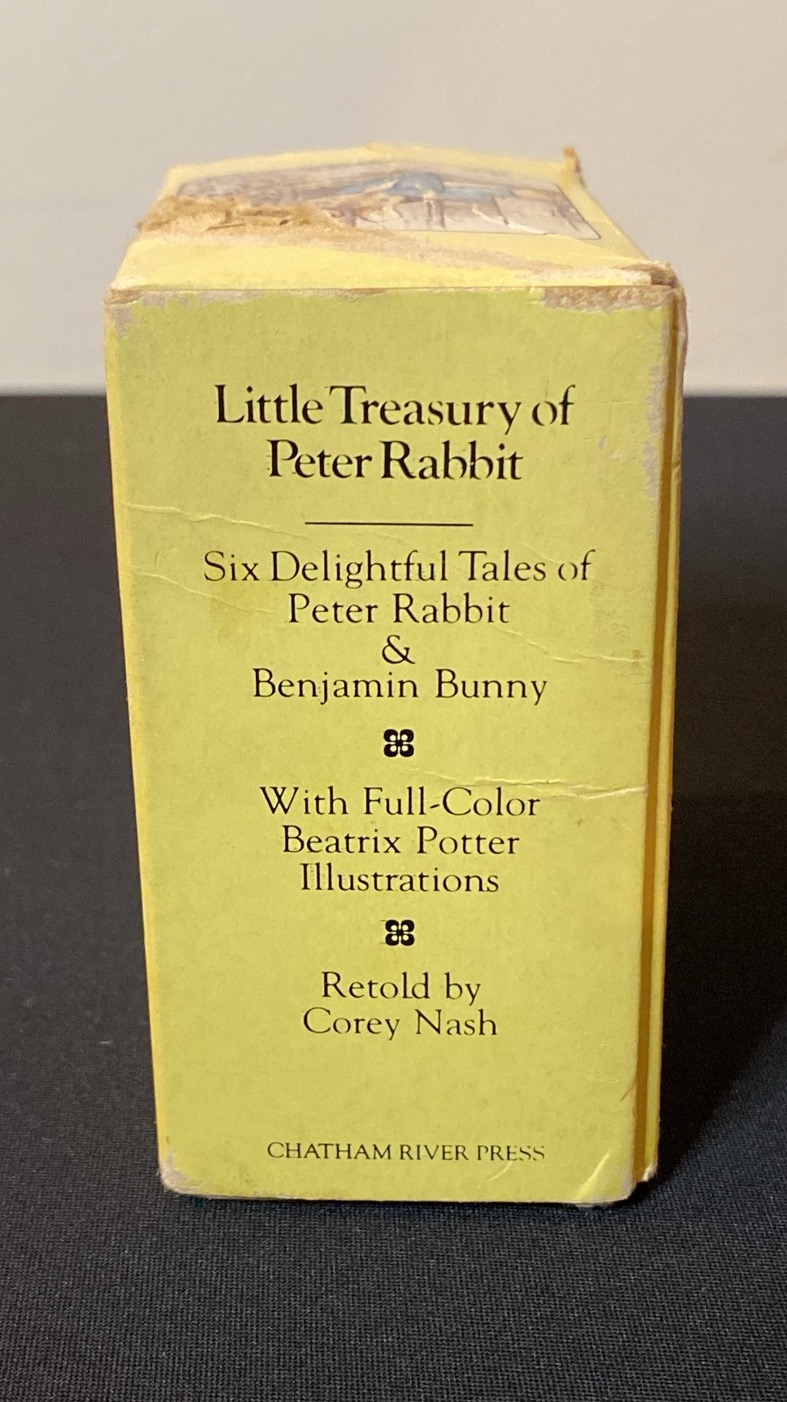 Little Treasury of
Peter Rabbit
Six Delightful Tales of
Peter Rabbit
&
Benjamin Bunny
With Full-Color
Beatrix Potter
Illustrations
Retold by
Corey Nash
CHATHAM RIVER PRESS